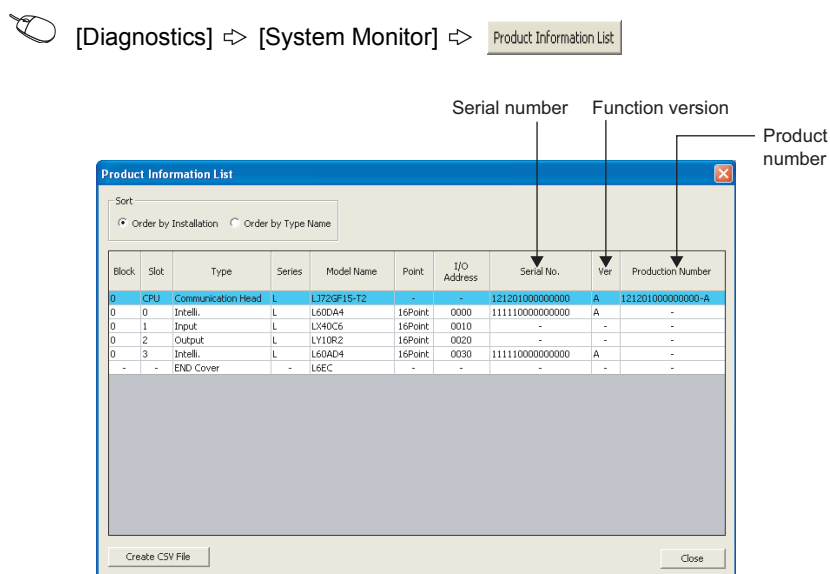 [Diagnostics] ⇨ [System Monitor] ⇨ Product Information List
Serial number Function version
Product
number
Product Information List
Sort
Order by Installation Order by Type Name
Block Slot Type Series Model Name Point I/O Address Serial No. Ver Production Number
0 CPU Communication Head L LJ72GF15-T2 - - 121201000000000 A 121201000000000-A
0 0 Intelli. L L60DA4 16Point 0000 111110000000000 A -
0 1 Input L LX40C6 16Point 0010 - - -
0 2 Output L LY10R2 16Point 0020 - - -
0 3 Intelli. L L60AD4 16Point 0030 111110000000000 A -
- - END Cover - L6EC - - - - -
Create CSV File Close